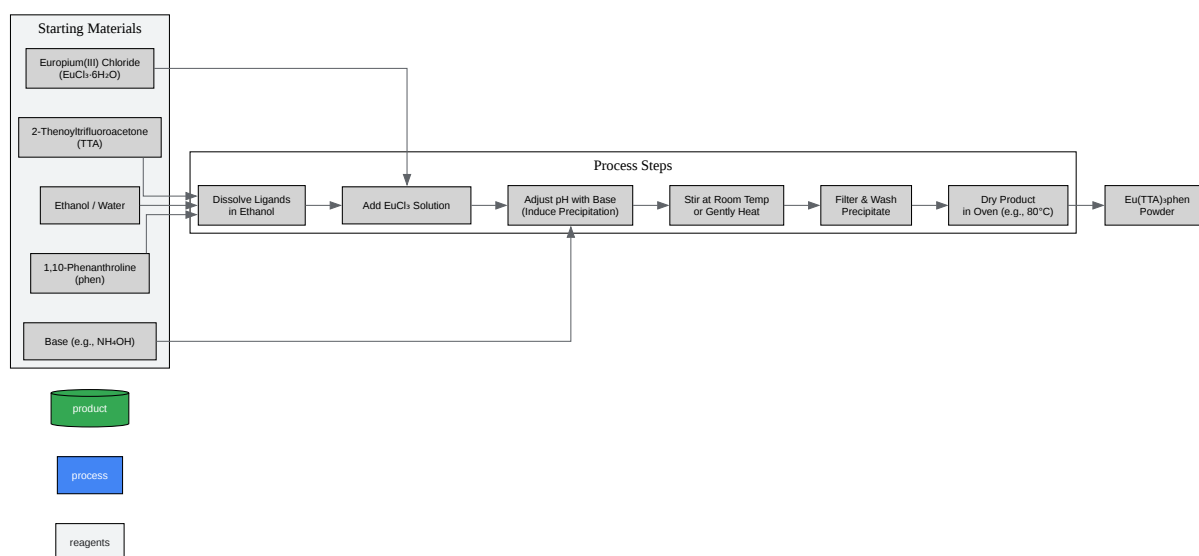 Starting Materials
Europium(III) Chloride
(EuCl₃·6H₂O)
2-Thenoyltrifluoroacetone
(TTA)
Ethanol / Water
1,10-Phenanthroline
(phen)
Base (e.g., NH₄OH)
Process Steps
Dissolve Ligands
in Ethanol
Add EuCl₃ Solution
Adjust pH with Base
(Induce Precipitation)
Stir at Room Temp
or Gently Heat
Filter & Wash
Precipitate
Dry Product
in Oven (e.g., 80°C)
Eu(TTA)₃phen
Powder
product
process
reagents